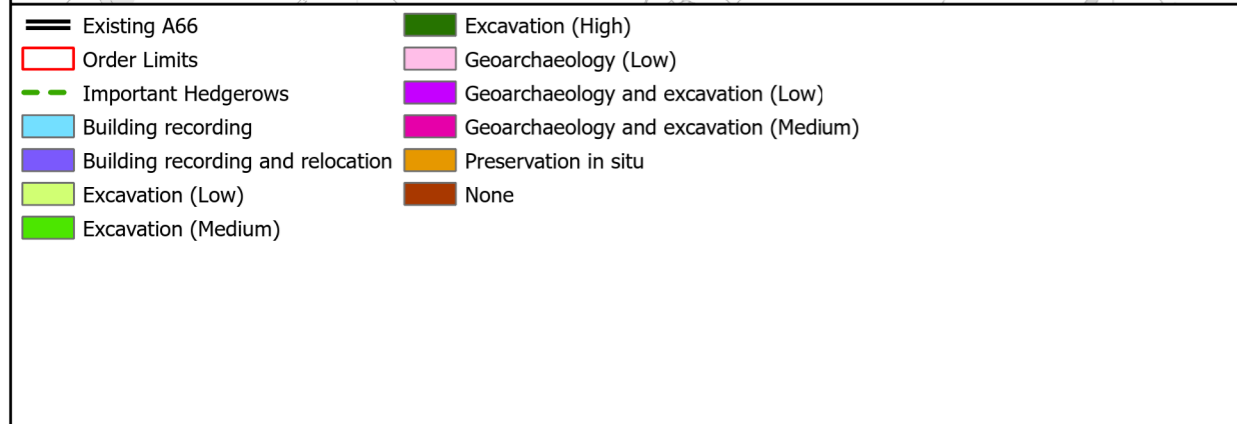 Existing A66
Order Limits
Important Hedgerows
Building recording
Building recording and relocation
Excavation (Low)
Excavation (Medium)
Excavation (High)
Geoarchaeology (Low)
Geoarchaeology and excavation (Low)
Geoarchaeology and excavation (Medium)
Preservation in situ
None